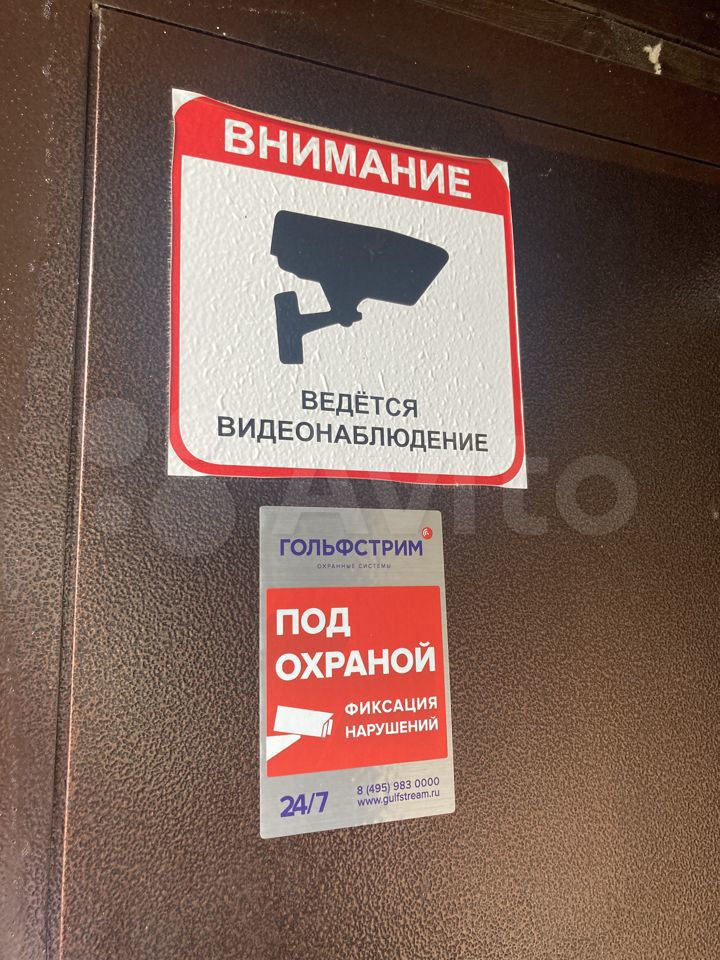 ВНИМАНИЕ
ВЕДЁТСЯ
ВИДЕОНАБЛЮДЕНИЕ
Avito
ГОЛЬФСТРИМ
ОХРАННЫЕ СИСТЕМЫ
ПОД
ОХРАНОЙ
ФИКСАЦИЯ
НАРУШЕНИЙ
24/7
8 (495) 983 0000
www.gulfstream.ru